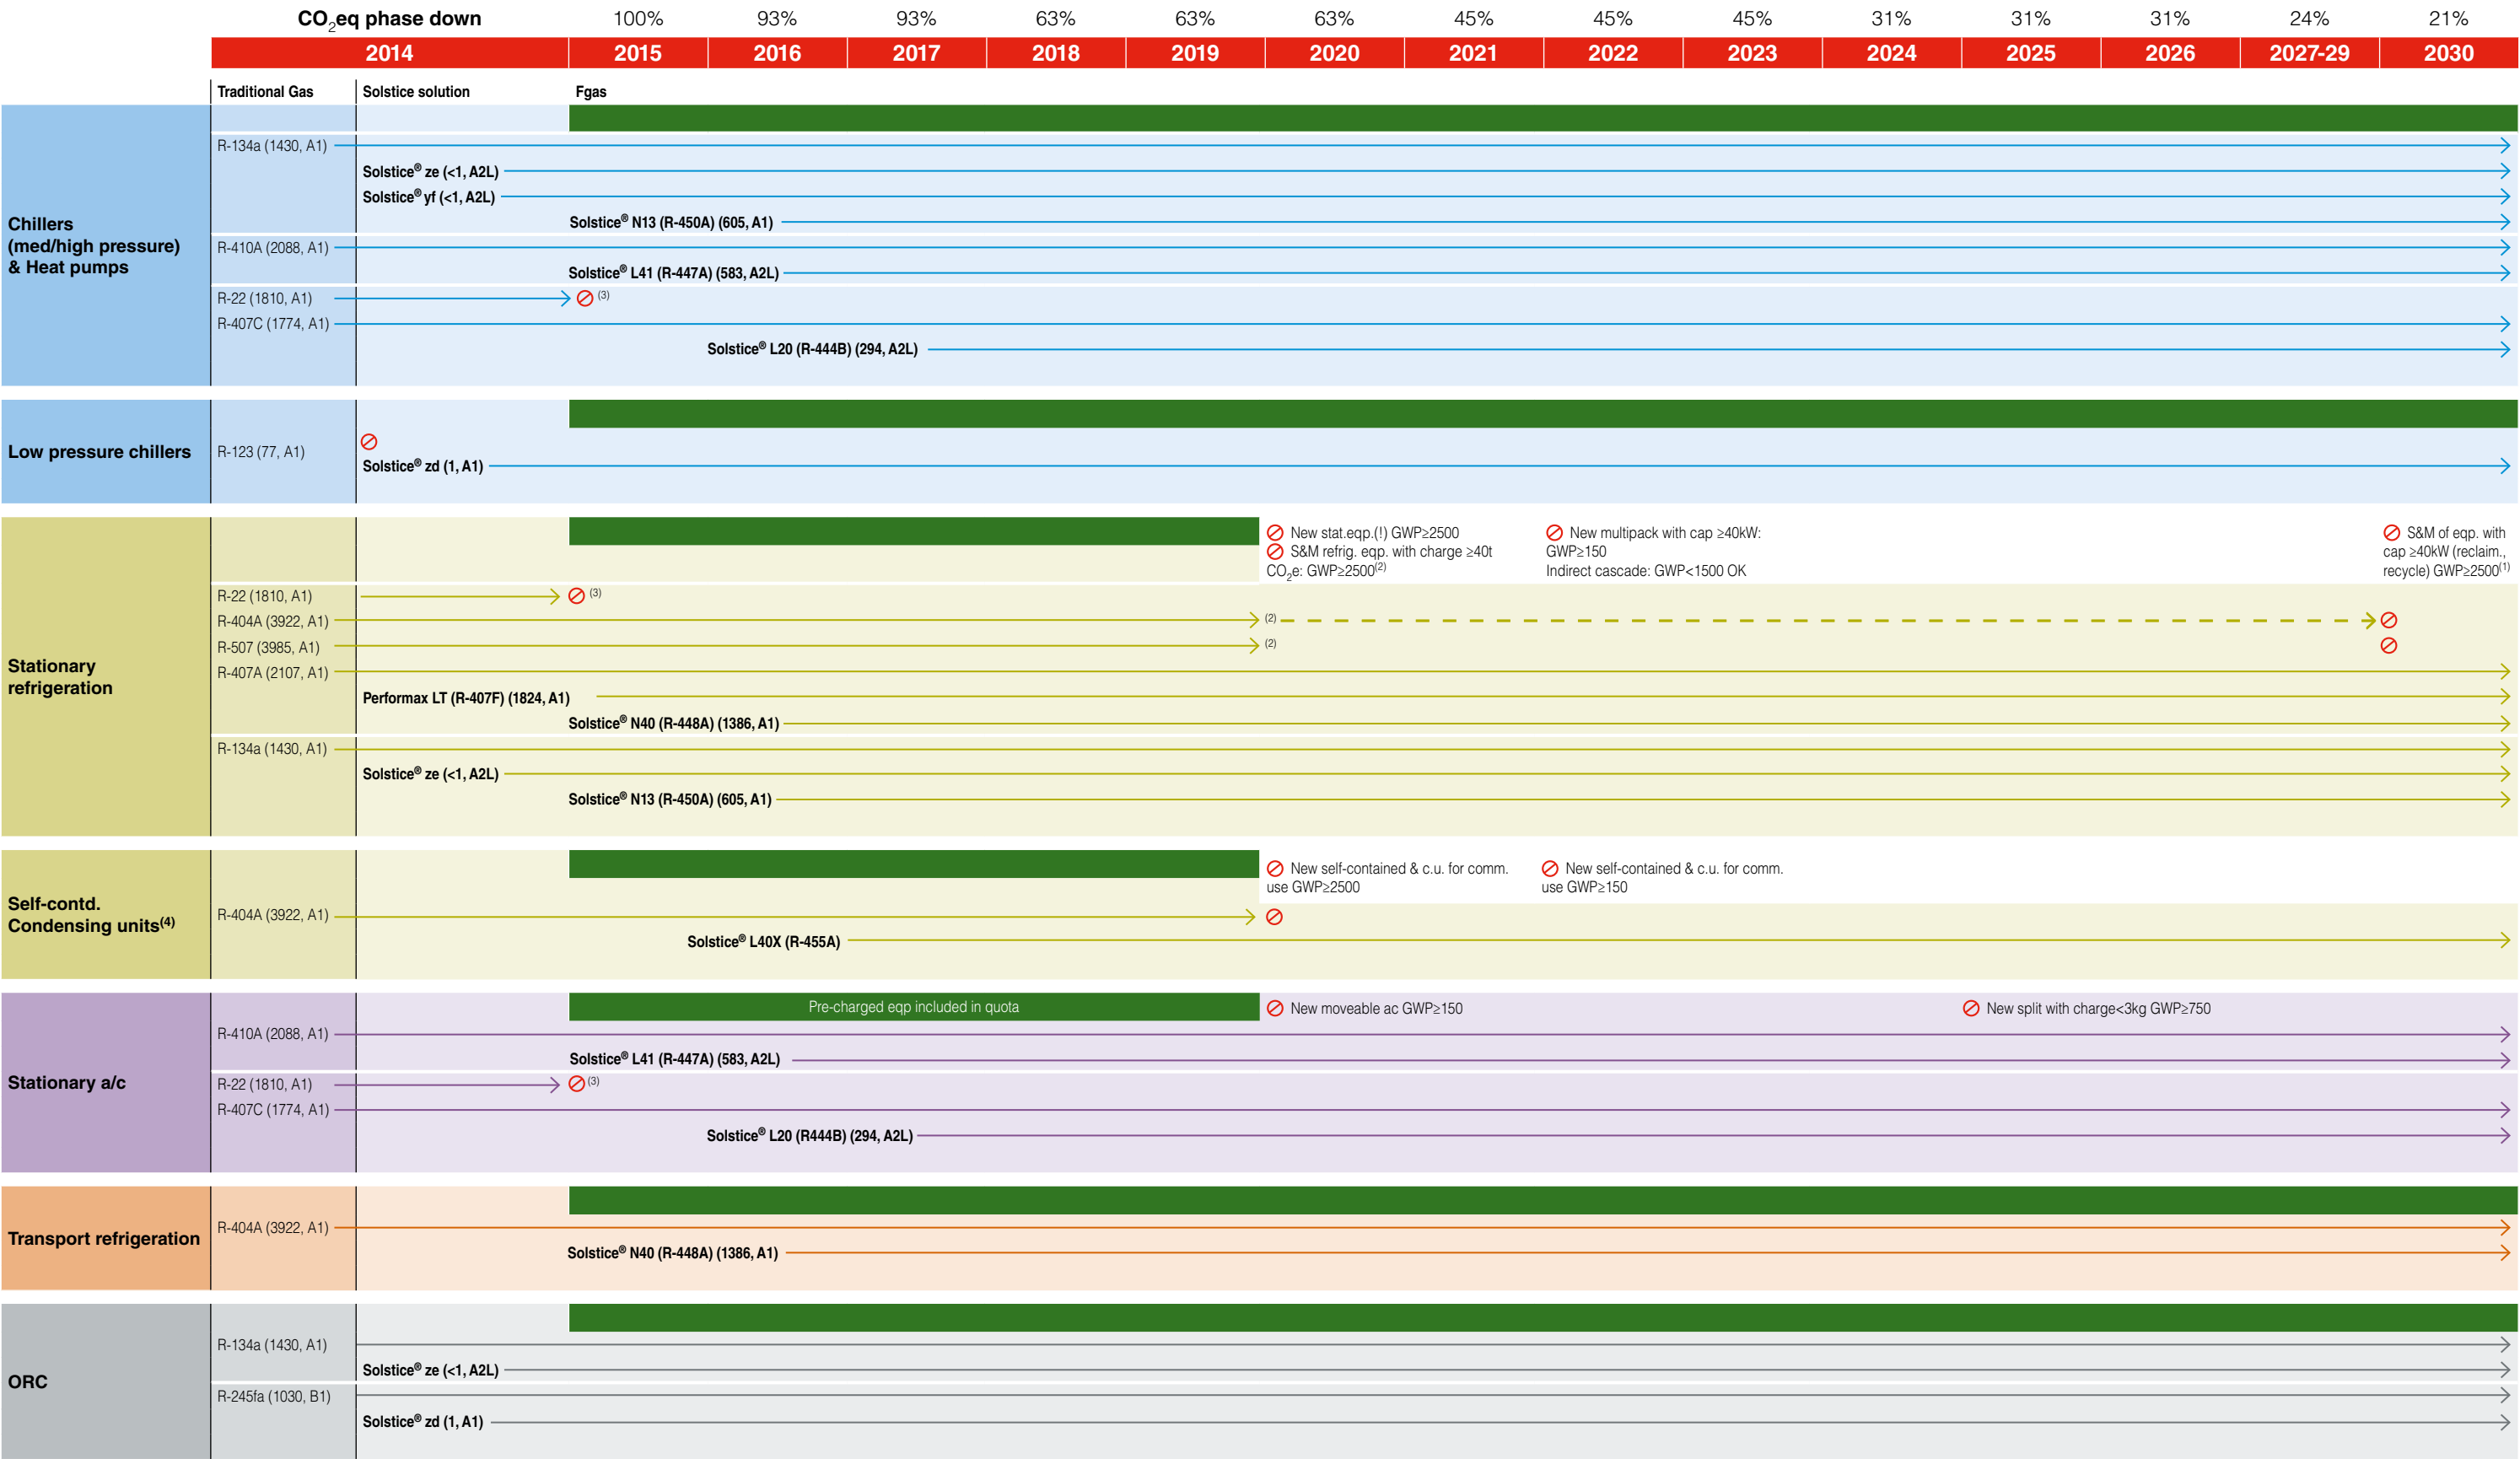 CO2eq phase down 100% 93% 93% 63% 63% 63% 45% 45% 45% 31% 31% 31% 24% 21%
2014 2015 2016 2017 2018 2019 2020 2021 2022 2023 2024 2025 2026 2027-29 2030
Traditional Gas Solstice solution Fgas
Chillers
(med/high pressure)
& Heat pumps
R-134a (1430, A1)
Solstice® ze (<1, A2L)
Solstice® yf (<1, A2L)
Solstice® N13 (R-450A) (605, A1)
R-410A (2088, A1)
Solstice® L41 (R-447A) (583, A2L)
R-22 (1810, A1) (3)
R-407C (1774, A1)
Solstice® L20 (R-444B) (294, A2L)
Low pressure chillers
R-123 (77, A1)
Solstice® zd (1, A1)
Stationary
refrigeration
New stat.eqp.(!) GWP≥2500
S&M refrig. eqp. with charge ≥40t
CO2e: GWP≥2500(2)
New multipack with cap ≥40kW:
GWP≥150
Indirect cascade: GWP<1500 OK
S&M of eqp. with
cap ≥40kW (reclaim.,
recycle) GWP≥2500(1)
R-22 (1810, A1) (3)
R-404A (3922, A1) (2)
R-507 (3985, A1) (2)
R-407A (2107, A1)
Performax LT (R-407F) (1824, A1)
Solstice® N40 (R-448A) (1386, A1)
R-134a (1430, A1)
Solstice® ze (<1, A2L)
Solstice® N13 (R-450A) (605, A1)
Self-contd.
Condensing units(4)
New self-contained & c.u. for comm.
use GWP≥2500
New self-contained & c.u. for comm.
use GWP≥150
R-404A (3922, A1)
Solstice® L40X (R-455A)
Stationary a/c
Pre-charged eqp included in quota
New moveable ac GWP≥150
New split with charge<3kg GWP≥750
R-410A (2088, A1)
Solstice® L41 (R-447A) (583, A2L)
R-22 (1810, A1) (3)
R-407C (1774, A1)
Solstice® L20 (R444B) (294, A2L)
Transport refrigeration
R-404A (3922, A1)
Solstice® N40 (R-448A) (1386, A1)
ORC
R-134a (1430, A1)
Solstice® ze (<1, A2L)
R-245fa (1030, B1)
Solstice® zd (1, A1)